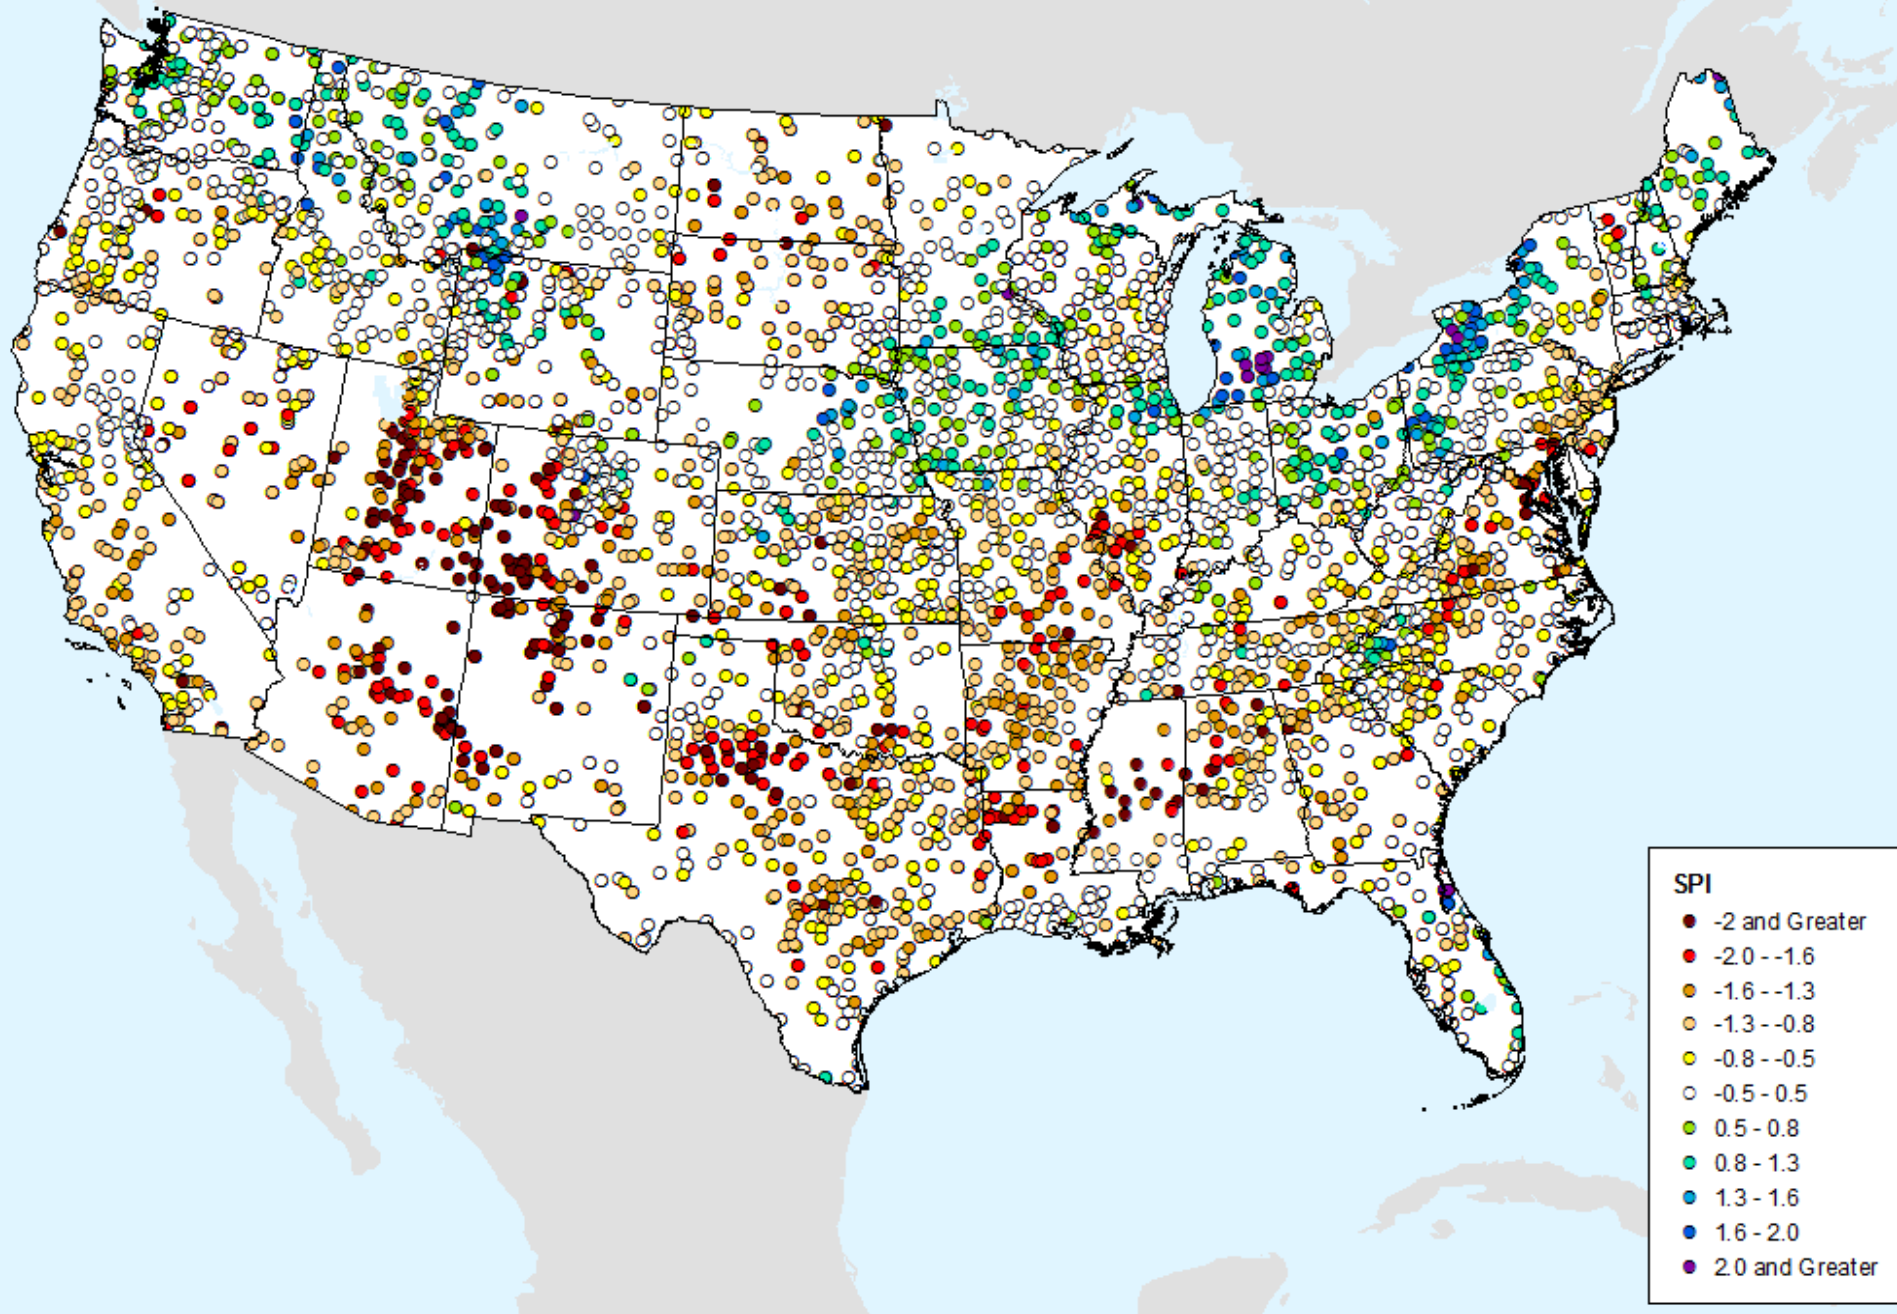 SPI
-2 and Greater
-2.0 - -1.6
-1.6 - -1.3
-1.3 - -0.8
-0.8 - -0.5
-0.5 - 0.5
0.5 - 0.8
0.8 - 1.3
1.3 - 1.6
1.6 - 2.0
2.0 and Greater